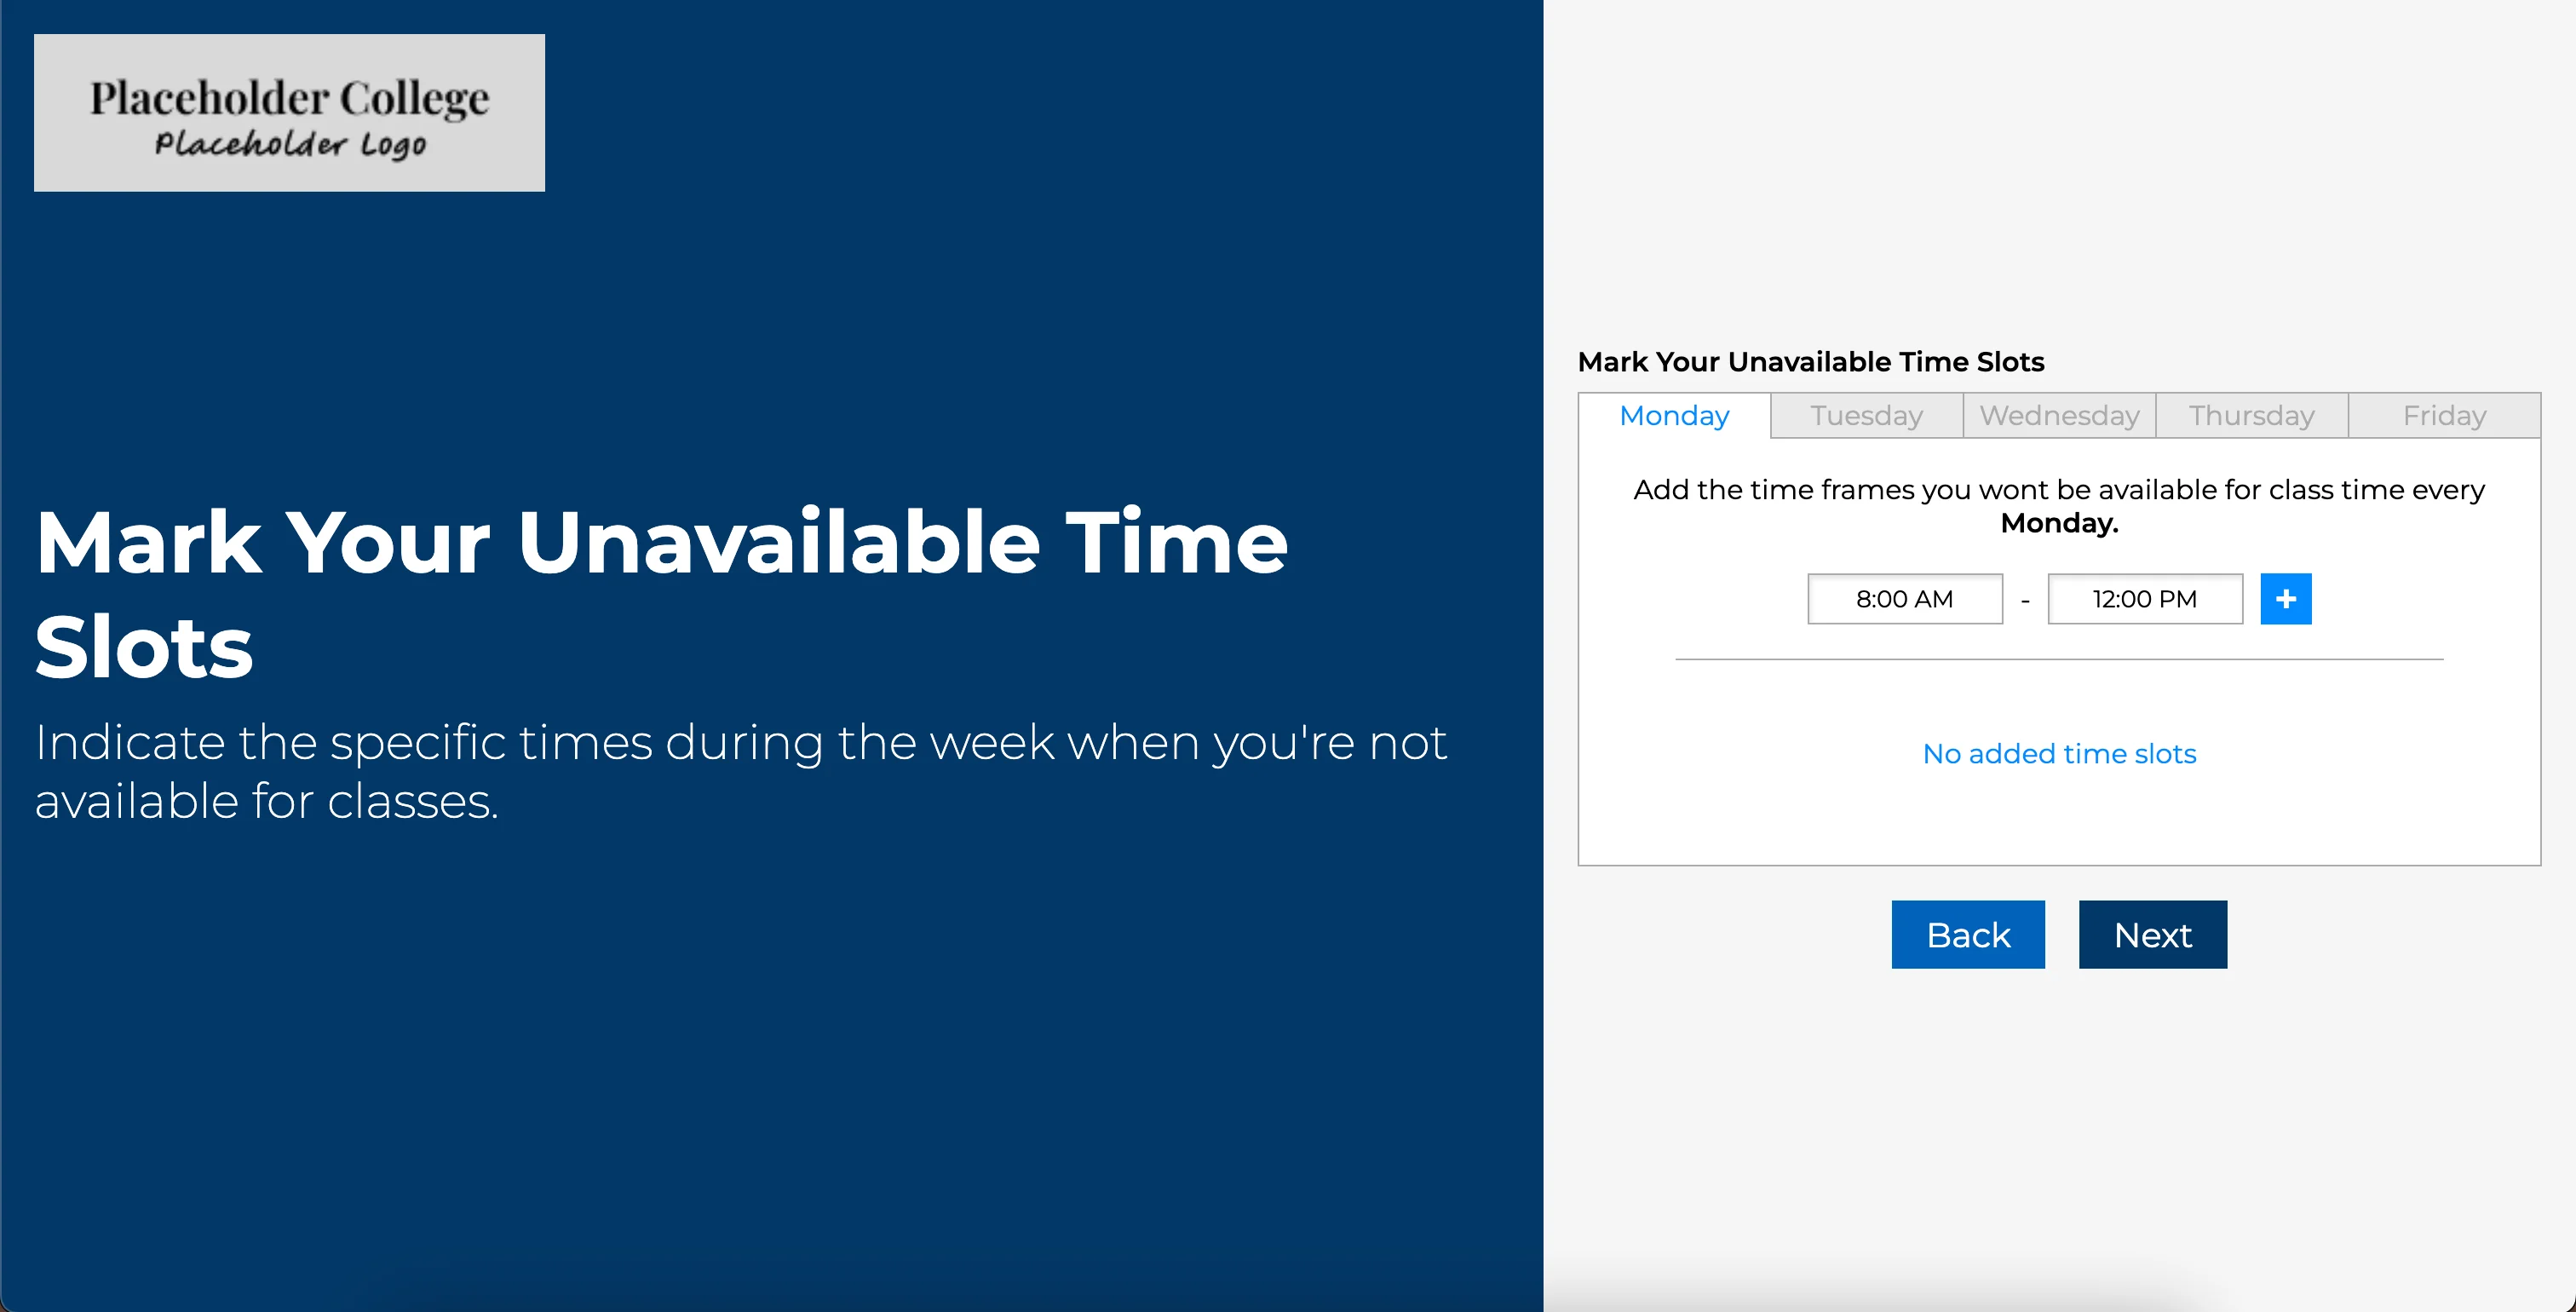 Placeholder College
Placeholder Logo
Mark Your Unavailable Time
Slots
Indicate the specific times during the week when you're not
available for classes.
Mark Your Unavailable Time Slots
Monday Tuesday Wednesday Thursday Friday
Add the time frames you wont be available for class time every
Monday.
8:00 AM - 12:00 PM +
No added time slots
Back Next